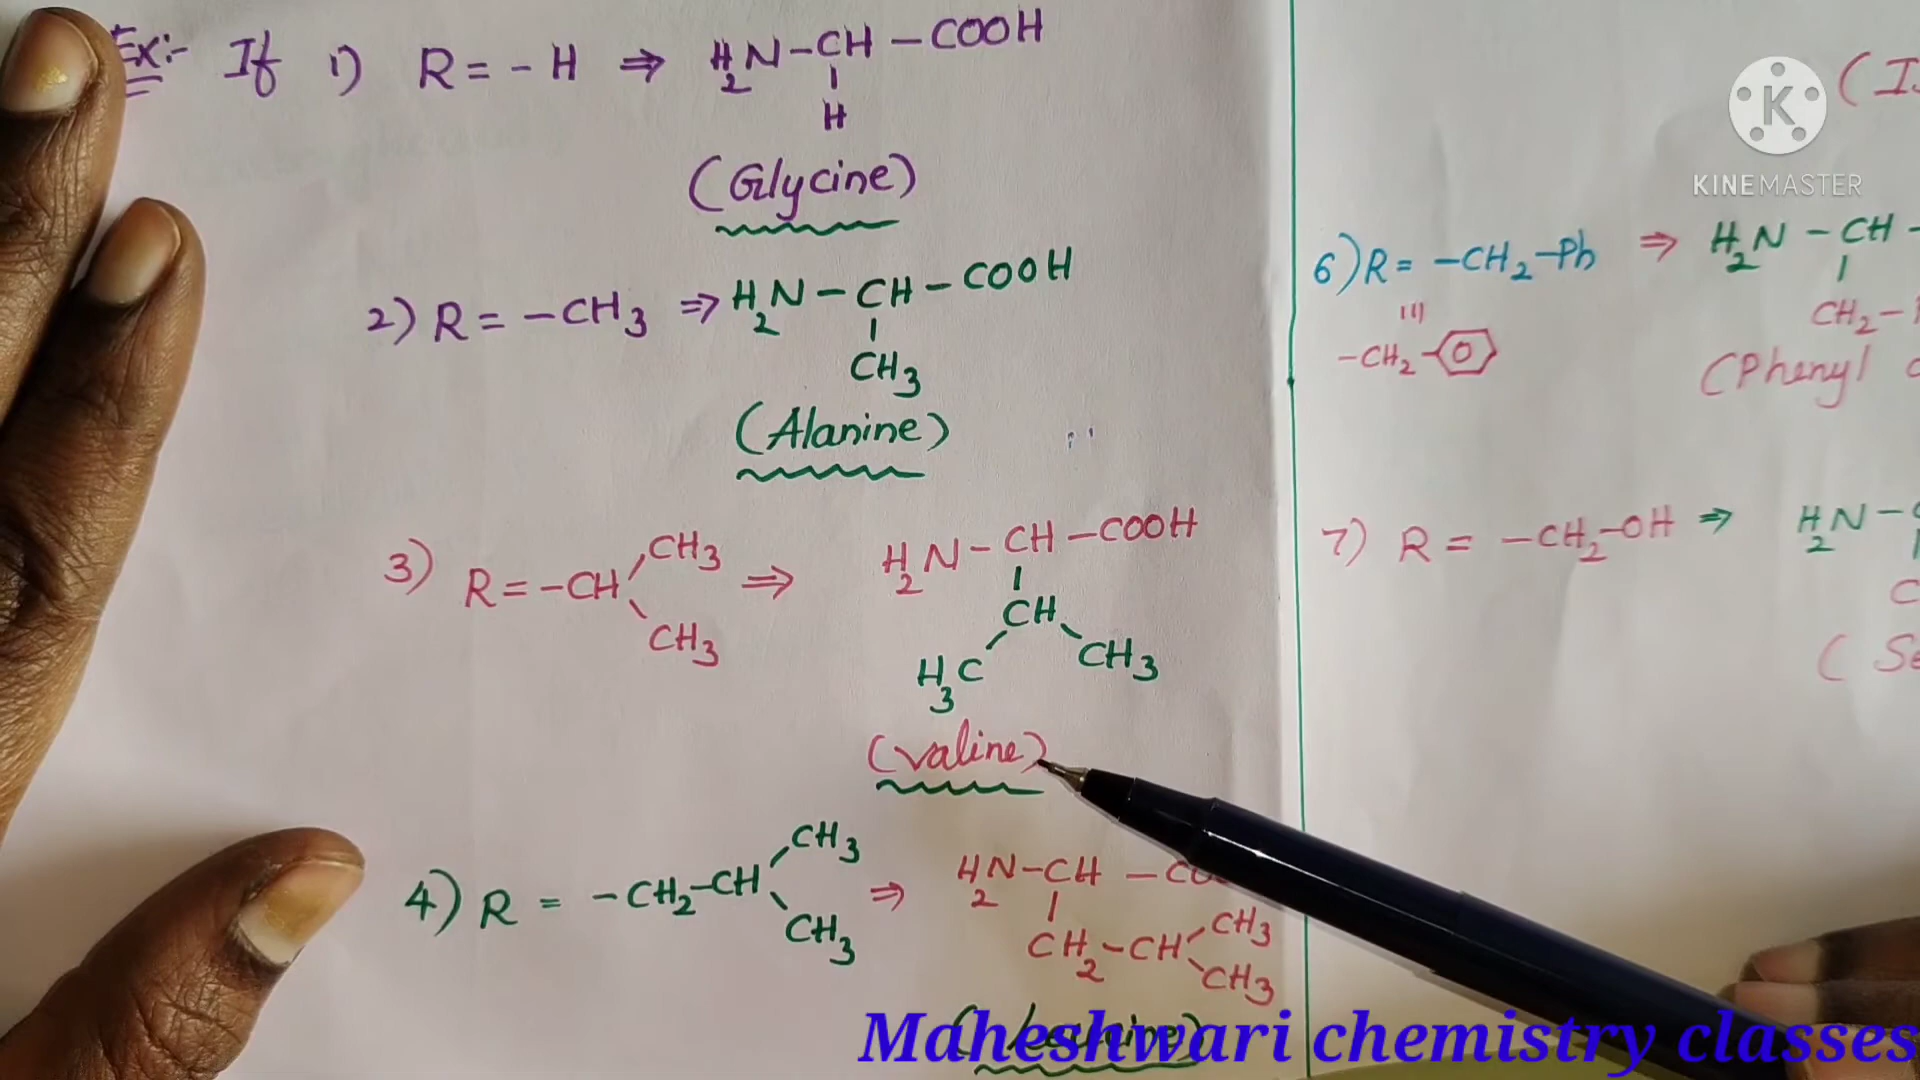 Ex:- If 1) R = - H ⇒ H₂N - CH - COOH
H
(Glycine)
2) R = - CH₃ ⇒ H₂N - CH - COOH
CH₃
(Alanine)
3) R = - CH CH₃ ⇒ H₂N - CH - COOH
CH₃ CH
H₃C CH₃
(Valine)
4) R = - CH₂ - CH CH₃ ⇒ H₂N - CH -
CH₃ CH₂ - CH CH₃
CH₃
KINEMASTER
6) R = - CH₂ - Ph ⇒ H₂N - CH -
- CH₂ - CH₂ -
(Phenyl
7) R = - CH₂ - OH ⇒ H₂N -
Maheshwari chemistry classes